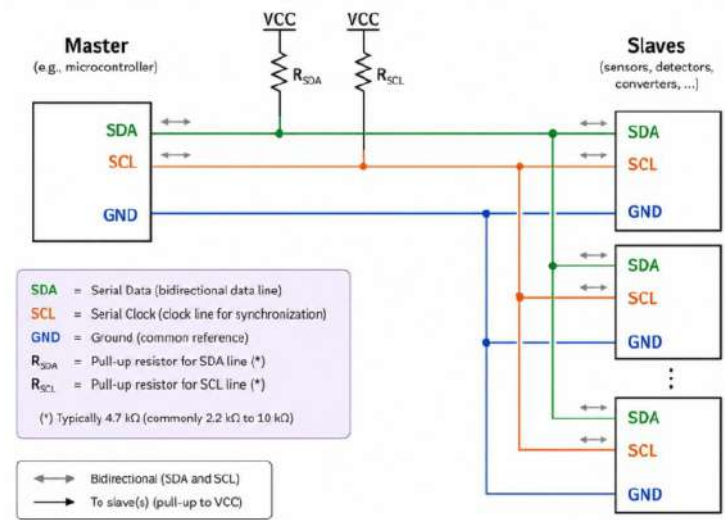 VCC
VCC
Master
(e.g., microcontroller)
R_SDA
R_SCL
Slaves
(sensors, detectors,
converters, ...)
SDA
SCL
GND
SDA
SCL
GND
SDA
SCL
GND
⋮
SDA
SCL
GND
SDA = Serial Data (bidirectional data line)
SCL = Serial Clock (clock line for synchronization)
GND = Ground (common reference)
R_SDA = Pull-up resistor for SDA line (*)
R_SCL = Pull-up resistor for SCL line (*)
(*) Typically 4.7 kΩ (commonly 2.2 kΩ to 10 kΩ)
Bidirectional (SDA and SCL)
To slave(s) (pull-up to VCC)